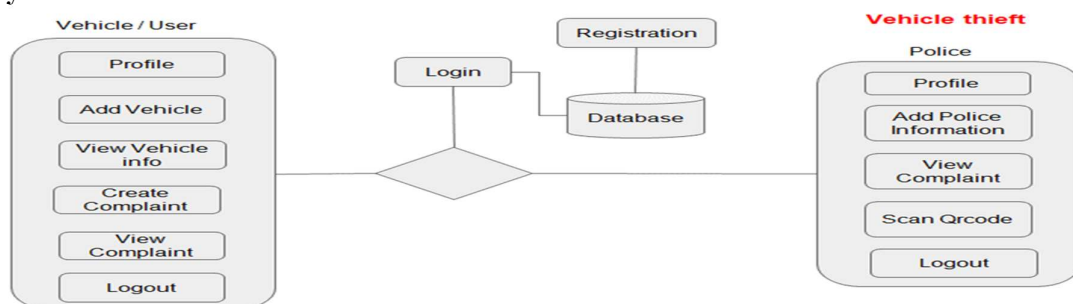 y
Vehicle / User
Profile
Add Vehicle
View Vehicle
info
Create
Complaint
View
Complaint
Logout
Registration
Login
Database
Vehicle thieft
Police
Profile
Add Police
Information
View
Complaint
Scan Qrcode
Logout